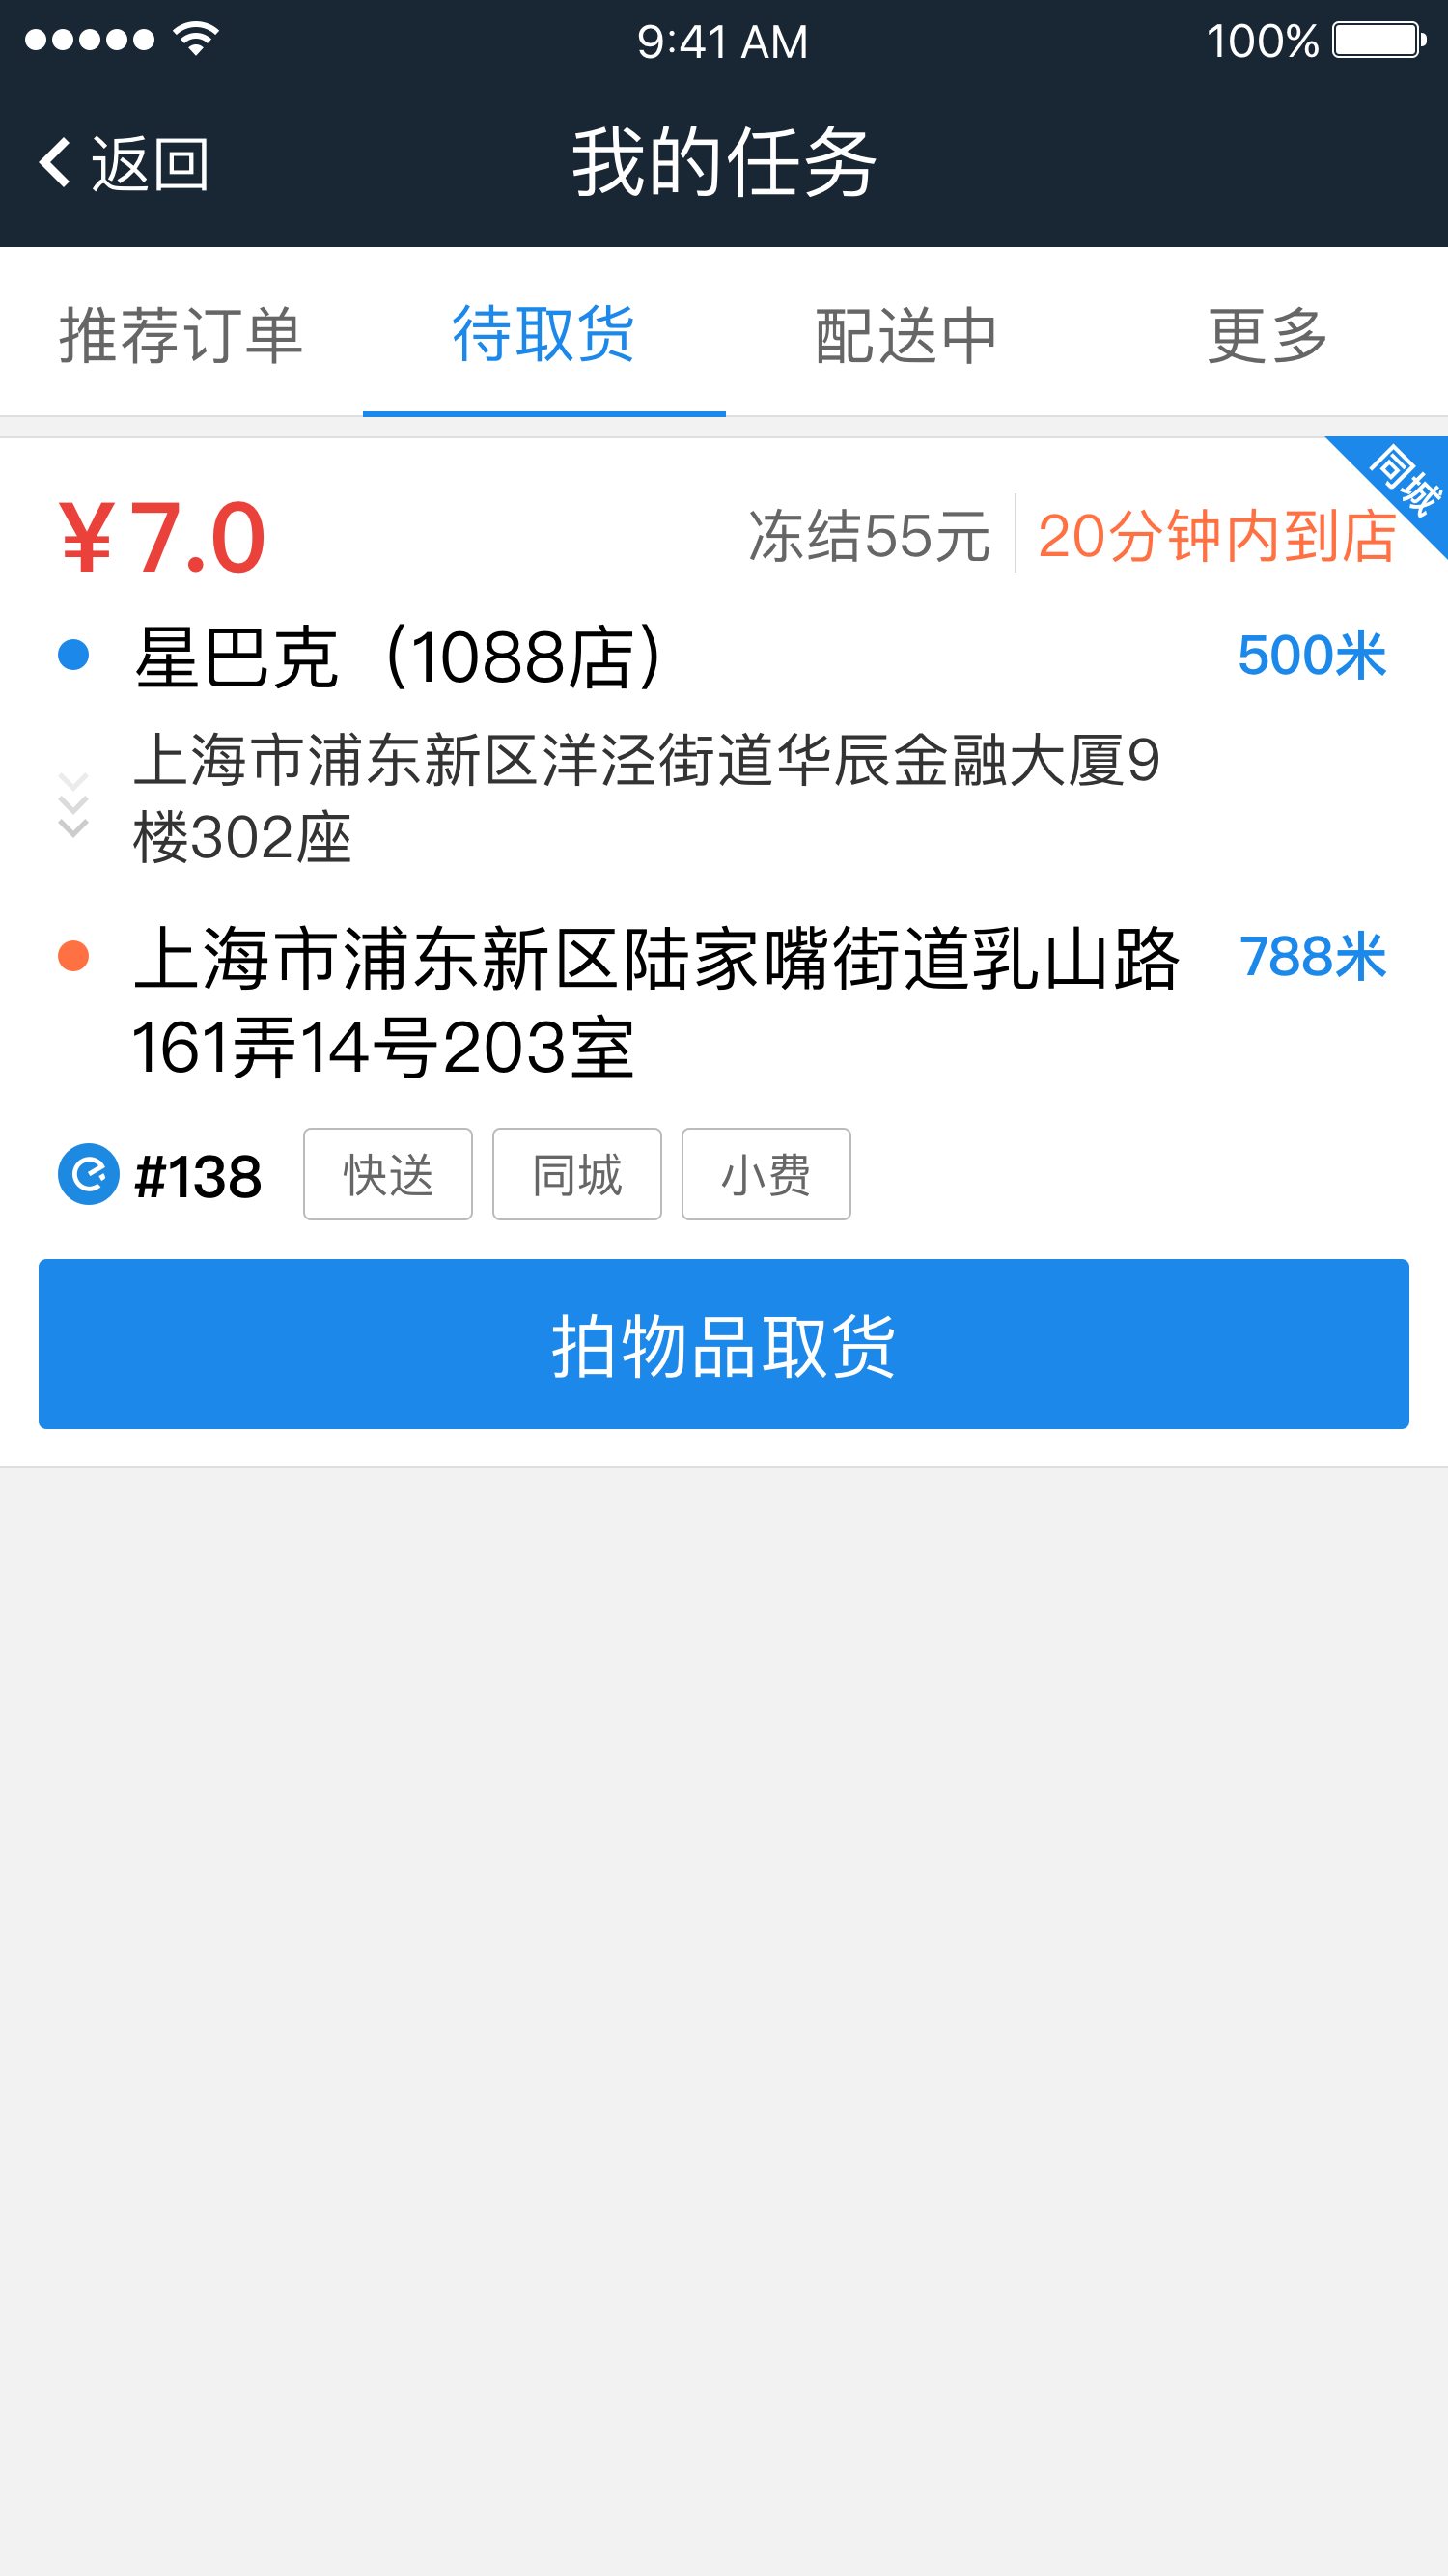 9:41 AM
100%
返回
我的任务
推荐订单
待取货
配送中
更多
同城
¥7.0
冻结55元
20分钟内到店
星巴克（1088店）
500米
上海市浦东新区洋泾街道华辰金融大厦9
楼302座
上海市浦东新区陆家嘴街道乳山路
788米
161弄14号203室
#138
快送
同城
小费
拍物品取货